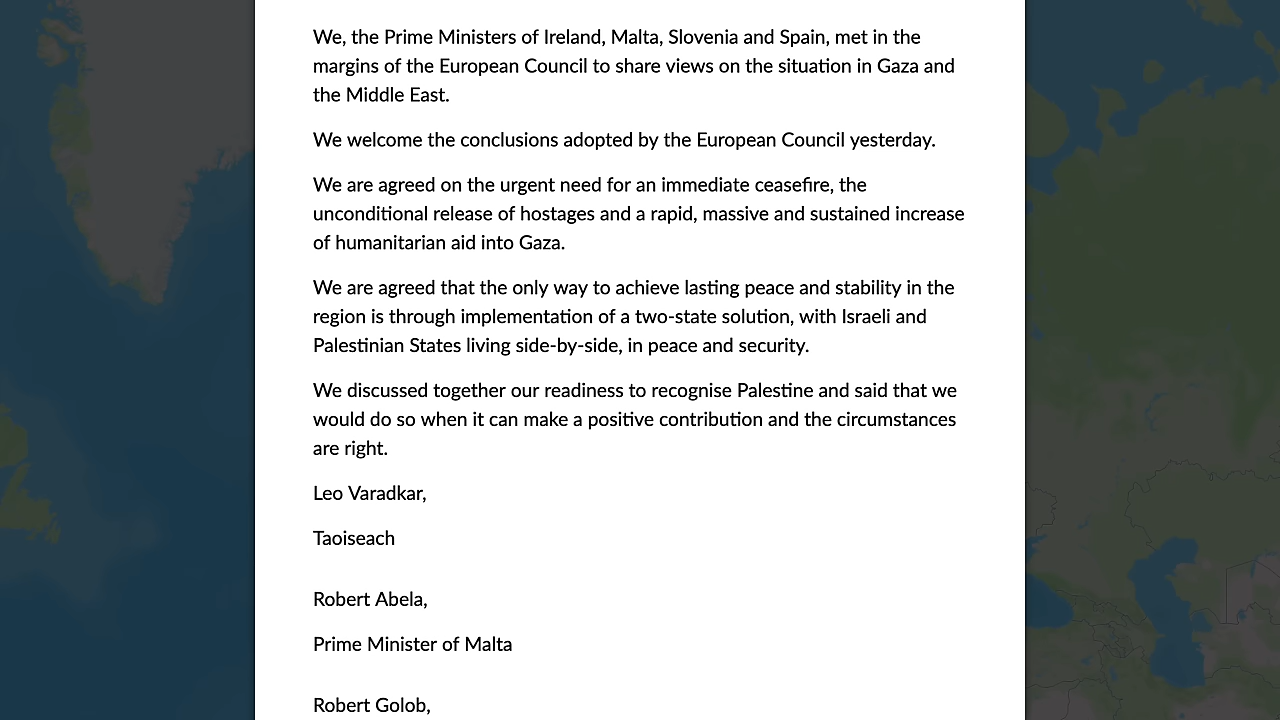 We, the Prime Ministers of Ireland, Malta, Slovenia and Spain, met in the
margins of the European Council to share views on the situation in Gaza and
the Middle East.
We welcome the conclusions adopted by the European Council yesterday.
We are agreed on the urgent need for an immediate ceasefire, the
unconditional release of hostages and a rapid, massive and sustained increase
of humanitarian aid into Gaza.
We are agreed that the only way to achieve lasting peace and stability in the
region is through implementation of a two-state solution, with Israeli and
Palestinian States living side-by-side, in peace and security.
We discussed together our readiness to recognise Palestine and said that we
would do so when it can make a positive contribution and the circumstances
are right.
Leo Varadkar,
Taoiseach
Robert Abela,
Prime Minister of Malta
Robert Golob,